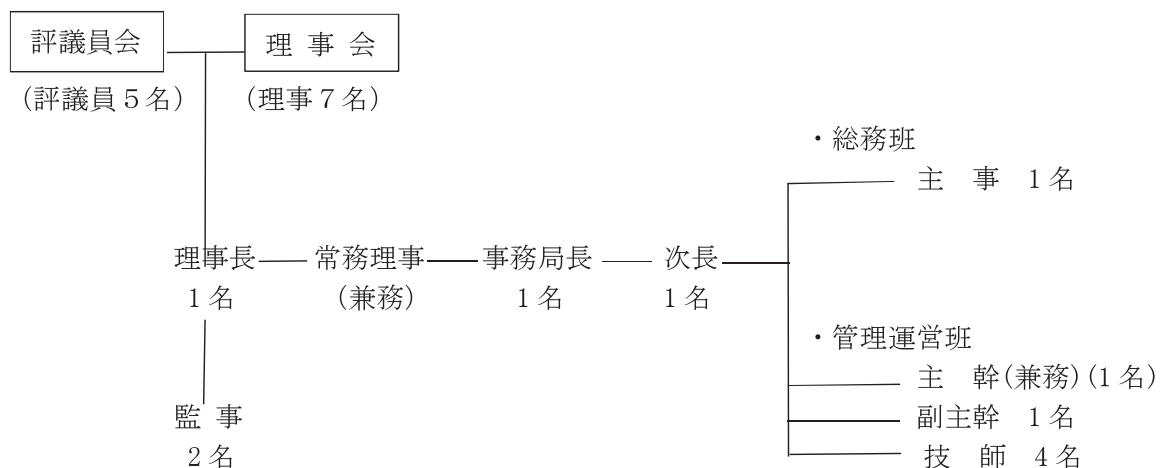 評議員会 理 事 会
(評議員5名) (理事7名)
・総務班
主 事 1名
理事長 常務理事 事務局長 次長
1名 (兼務) 1名 1名
・管理運営班
主 幹(兼務)(1名)
監 事 副主幹 1名
2名 技 師 4名